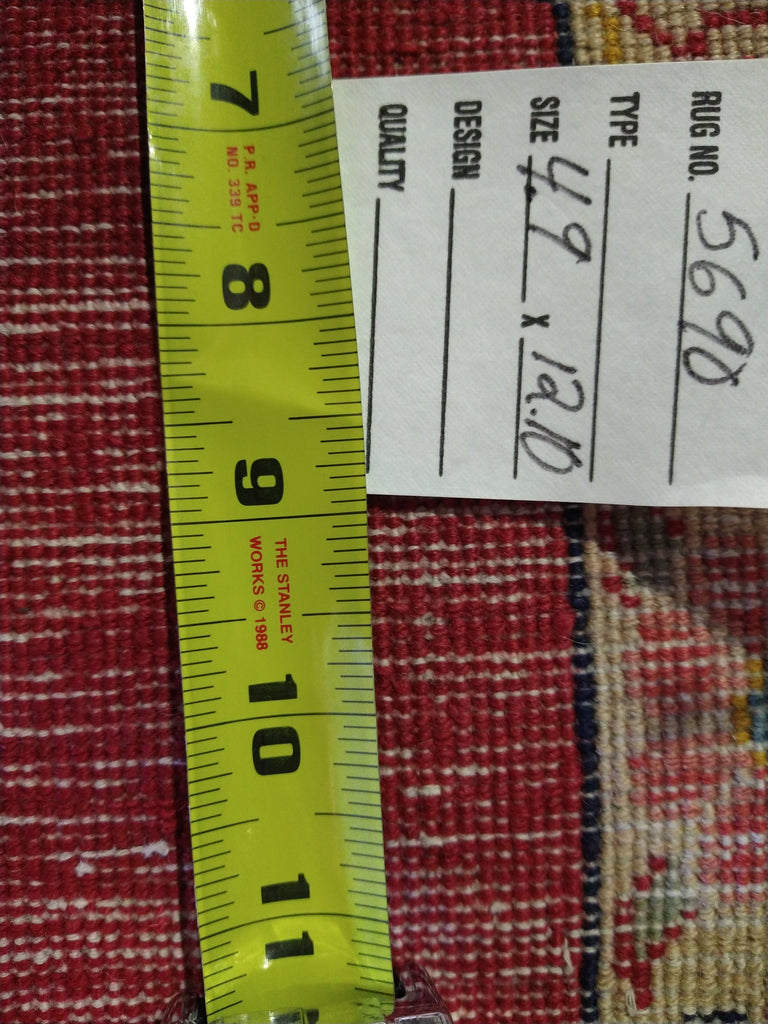 RUG NO. 5690
TYPE
SIZE 4.9 X 12.10
DESIGN
QUALITY
7
P.R. APP-D
NO. 339 TC
8
9
THE STANLEY
WORKS © 1988
10
11